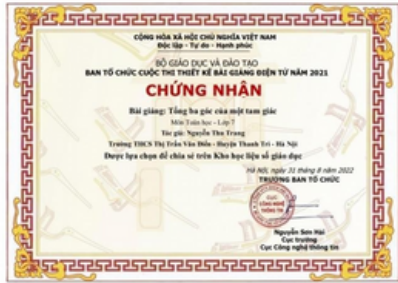 CỘNG HÒA XÃ HỘI CHỦ NGHĨA VIỆT NAM
Độc lập - Tự do - Hạnh phúc
BỘ GIÁO DỤC VÀ ĐÀO TẠO
BAN TỔ CHỨC CUỘC THI THIẾT KẾ BÀI GIẢNG ĐIỆN TỬ NĂM 2021
CHỨNG NHẬN
Bài giảng: Tổng ba góc của một tam giác
Môn Toán học - Lớp 7
Tác giả: Nguyễn Thu Trang
Trường THCS Thị Trấn Văn Điển - Huyện Thanh Trì - Hà Nội
Được lựa chọn để chia sẻ trên Kho học liệu số giáo dục
Hà Nội, ngày 31 tháng 8 năm 2022
TRƯỞNG BAN TỔ CHỨC
CỤC
CÔNG NGHỆ
THÔNG TIN
Nguyễn Sơn Hải
Cục trưởng
Cục Công nghệ thông tin